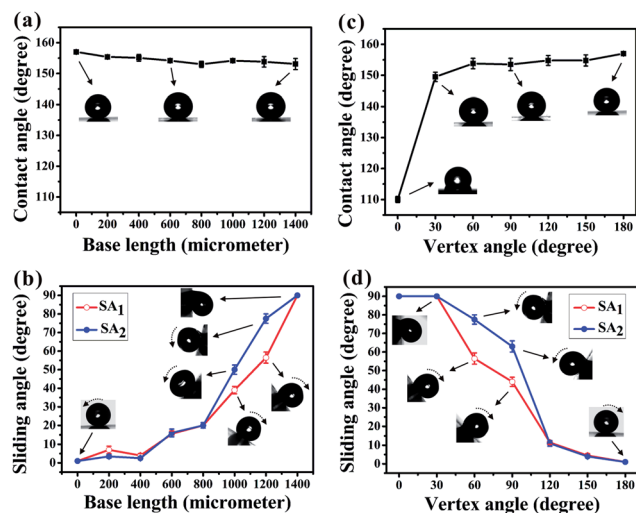 (a)
Contact angle (degree)
160
150
140
130
120
110
0 200 400 600 800 1000 1200 1400
Base length (micrometer)
(c)
Contact angle (degree)
160
150
140
130
120
110
0 30 60 90 120 150 180
Vertex angle (degree)
(b)
Sliding angle (degree)
90
80
70
60
50
40
30
20
10
0
SA1
SA2
0 200 400 600 800 1000 1200 1400
Base length (micrometer)
(d)
Sliding angle (degree)
90
80
70
60
50
40
30
20
10
0
SA1
SA2
0 30 60 90 120 150 180
Vertex angle (degree)